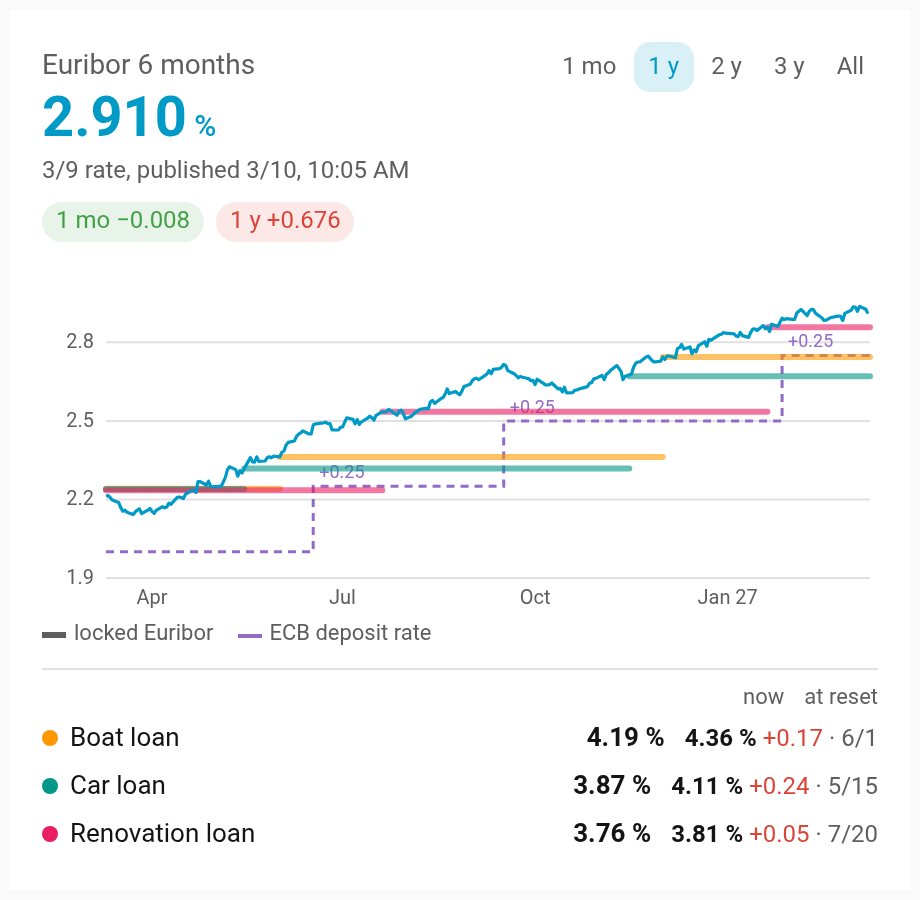 Euribor 6 months
1 mo 1 y 2 y 3 y All
2.910 %
3/9 rate, published 3/10, 10:05 AM
1 mo −0.008 1 y +0.676
2.8
+0.25
2.5
+0.25
+0.25
2.2
1.9
Apr Jul Oct Jan 27
locked Euribor ECB deposit rate
now at reset
Boat loan 4.19 % 4.36 % +0.17 · 6/1
Car loan 3.87 % 4.11 % +0.24 · 5/15
Renovation loan 3.76 % 3.81 % +0.05 · 7/20